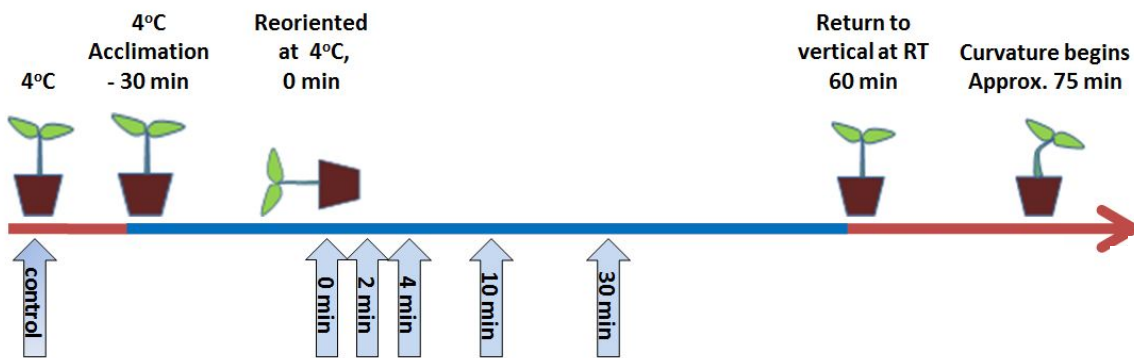 4°C
4°C
Acclimation
- 30 min
Reoriented
at 4°C,
0 min
Return to
vertical at RT
60 min
Curvature begins
Approx. 75 min
control
0 min
2 min
4 min
10 min
30 min